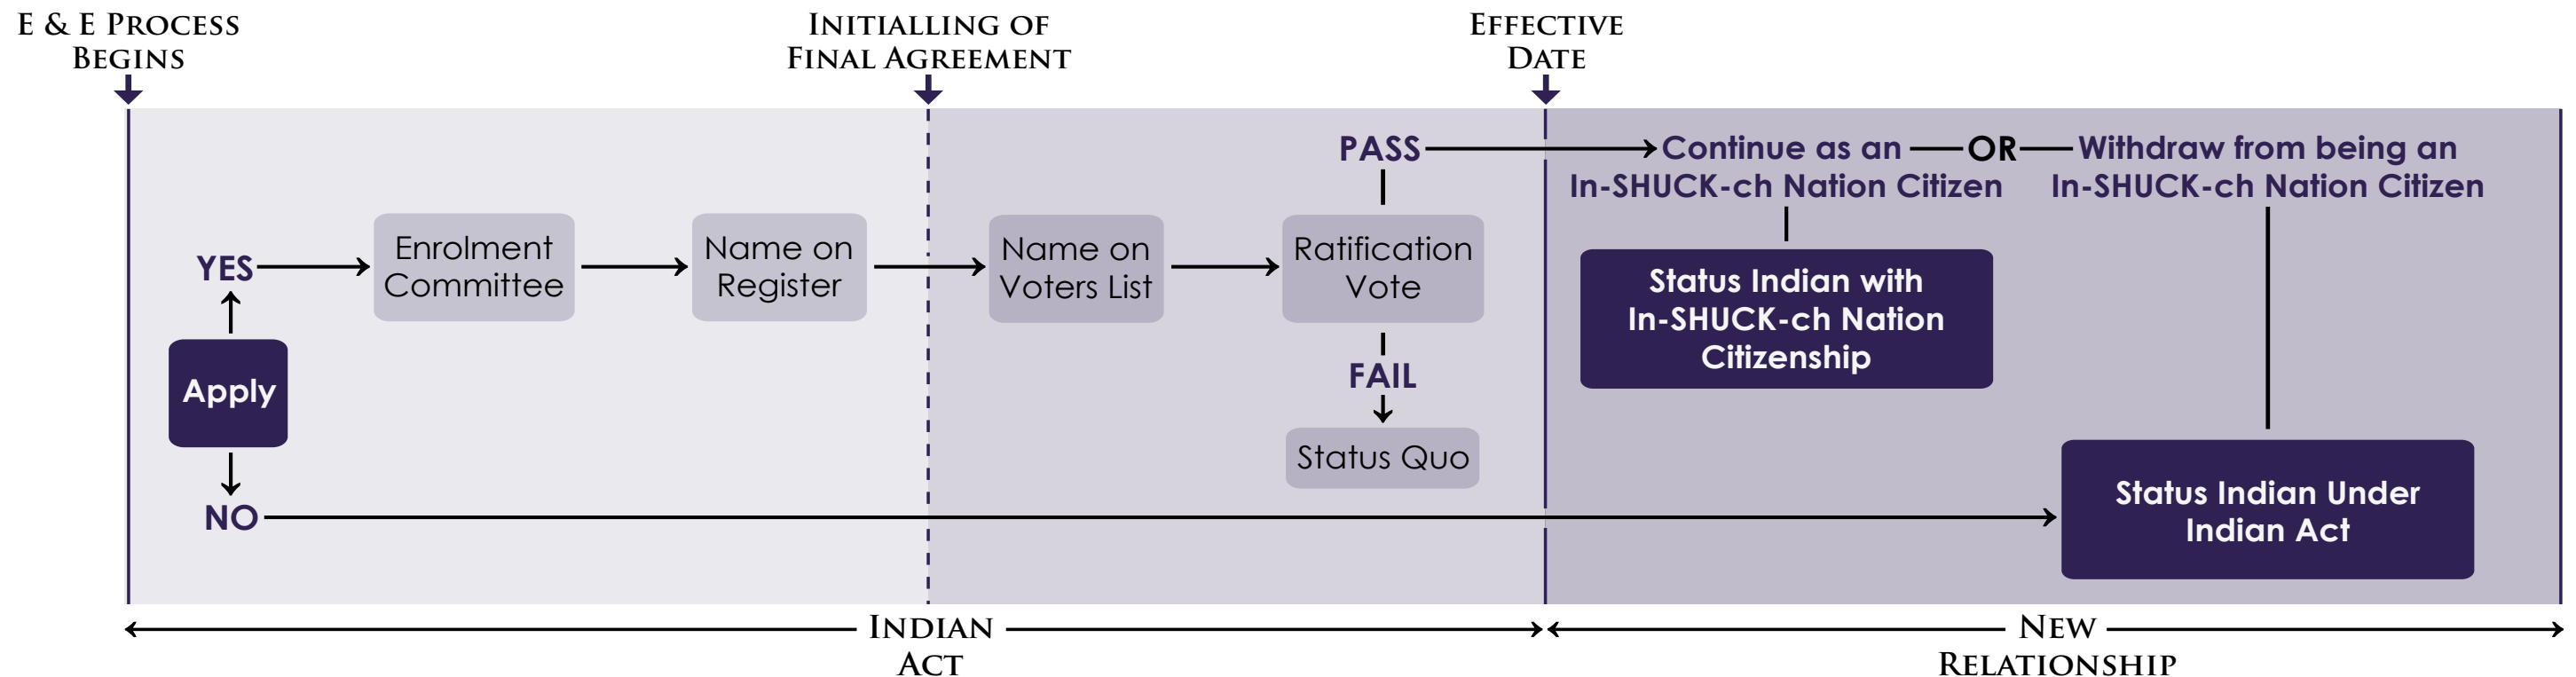 E & E Process
Begins
Initialling of
Final Agreement
Effective
Date
PASS
Continue as an
In-SHUCK-ch Nation Citizen
OR
Withdraw from being an
In-SHUCK-ch Nation Citizen
YES
Enrolment
Committee
Name on
Register
Name on
Voters List
Ratification
Vote
Status Indian with
In-SHUCK-ch Nation
Citizenship
Apply
FAIL
Status Quo
NO
Status Indian Under
Indian Act
Indian
Act
New
Relationship